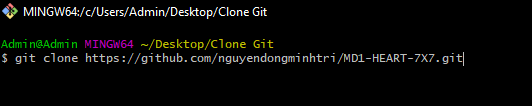 MINGW64:/c/Users/Admin/Desktop/Clone Git
Admin@Admin MINGW64 ~/Desktop/Clone Git
$ git clone https://github.com/nguyendongminhtri/MD1-HEART-7X7.git